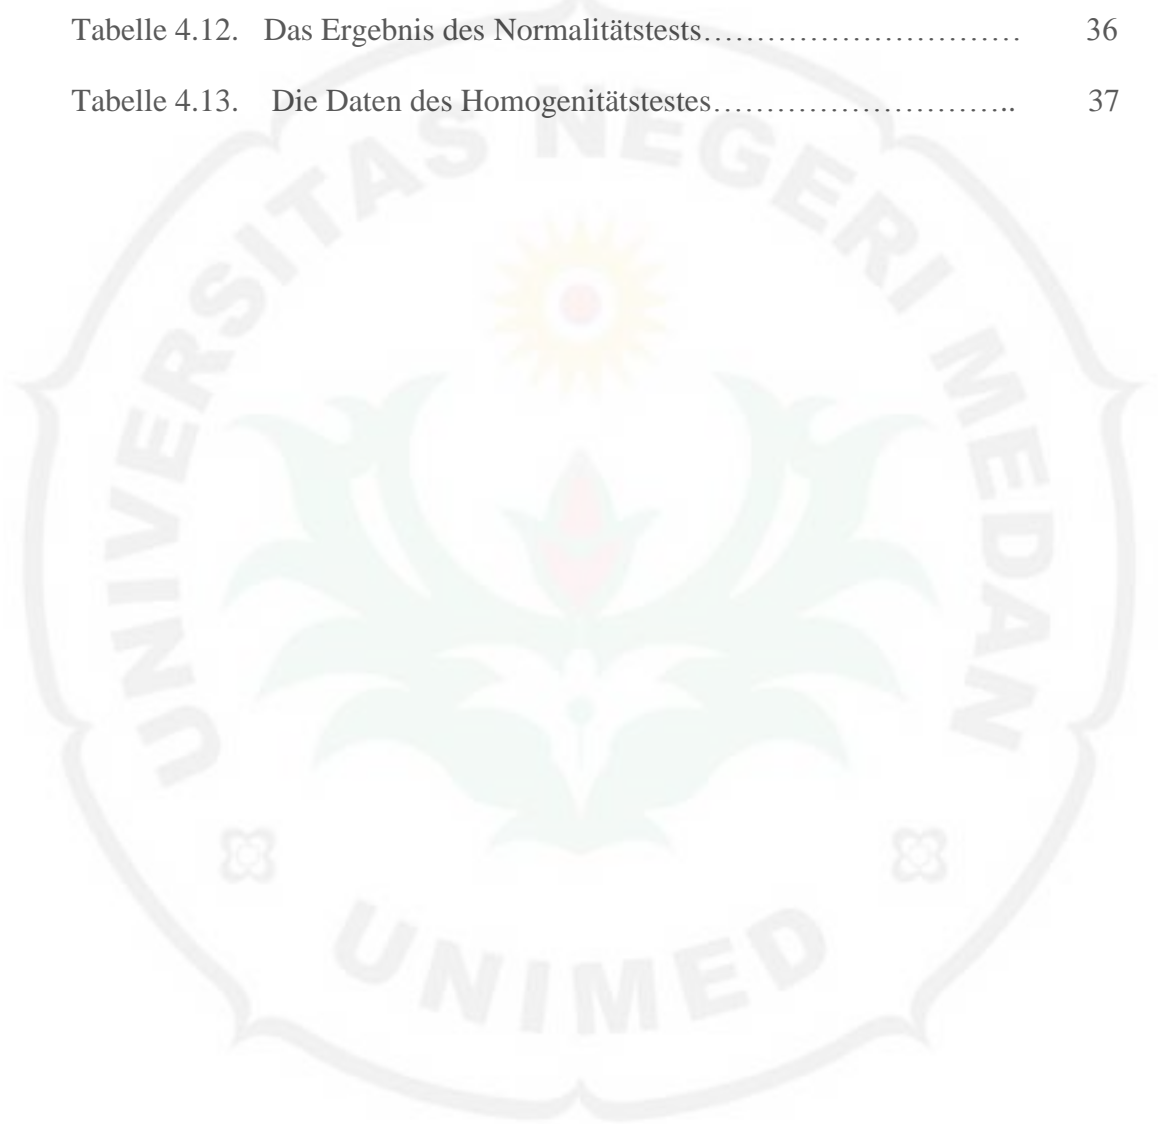 Tabelle 4.12. Das Ergebnis des Normalitätstests………………………… 36
Tabelle 4.13. Die Daten des Homogenitätstestes……………………….. 37
UNIVERSITAS NEGERI MEDAN
UNIMED